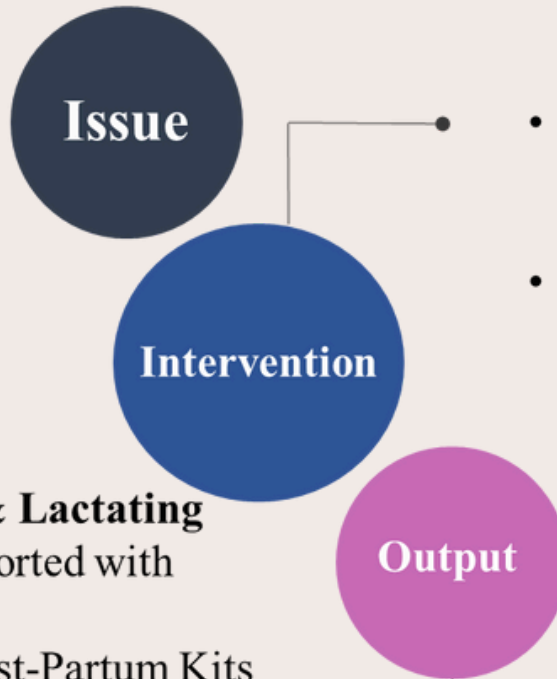 Issue
•
•
Intervention
& Lactating
orted with
Output
st-Partum Kits